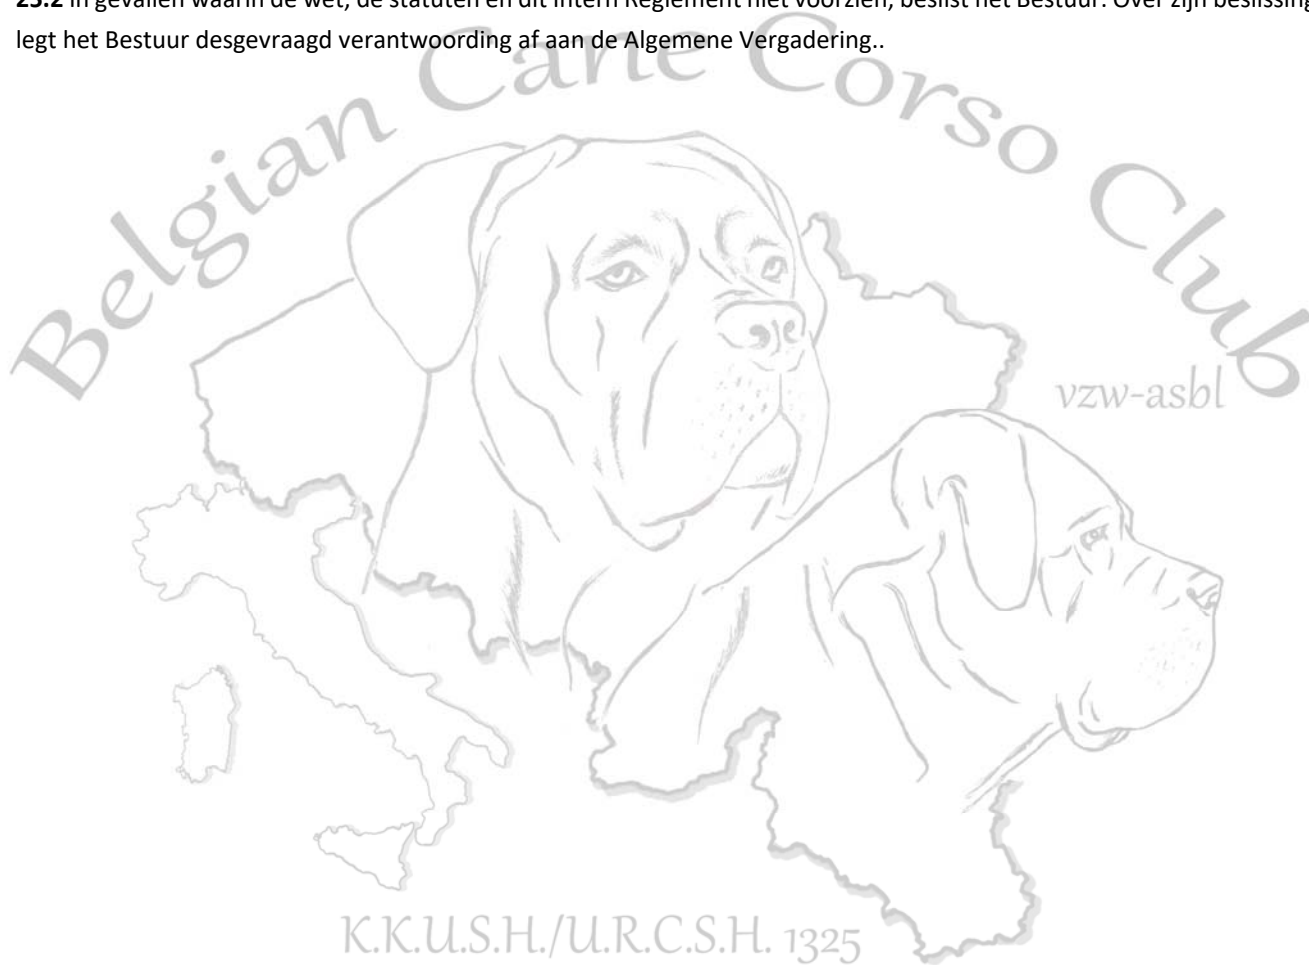 25.2 In gevallen waarin de wet, de statuten en dit Intern Reglement niet voorzien, beslist het Bestuur. Over zijn beslissing
legt het Bestuur desgevraagd verantwoording af aan de Algemene Vergadering..
Belgian Cane Corso Club
vzw-asbl
K.K.U.S.H./U.R.C.S.H. 1325